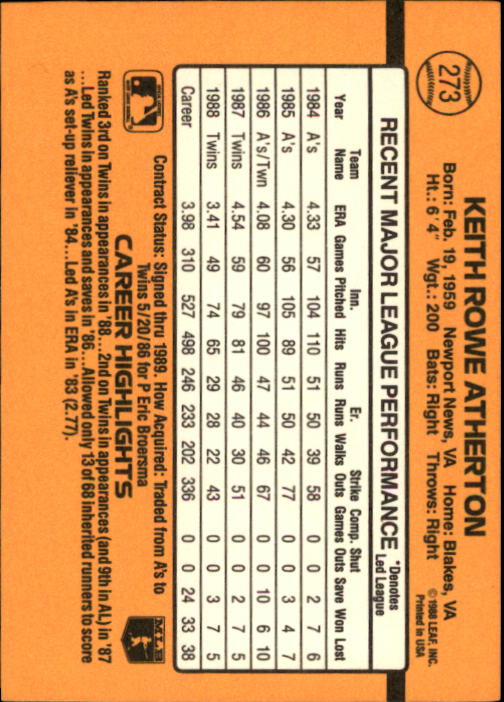 273
KEITH ROWE ATHERTON
Born: Feb. 19, 1959 Newport News, VA Home: Blakes, VA
Ht.: 6' 4" Wgt.: 200 Bats: Right Throws: Right
© 1988 LEAF, INC.
Printed in USA
RECENT MAJOR LEAGUE PERFORMANCE
*Denotes
Led League
Team Inn. Er. Strike Comp. Shut
Year Name ERA Games Pitched Hits Runs Runs Walks Outs Games Outs Save Won Lost
1984 A's 4.33 57 104 110 51 50 39 58 0 0 2 7 6
1985 A's 4.30 56 105 89 51 50 42 77 0 0 3 4 7
1986 A's/Twn 4.08 60 97 100 47 44 46 67 0 0 10 6 10
1987 Twins 4.54 59 79 81 46 40 30 51 0 0 2 7 5
1988 Twins 3.41 49 74 65 29 28 22 43 0 0 3 7 5
Career 3.98 310 527 498 246 233 202 336 0 0 24 33 38
Contract Status: Signed thru 1989. How Acquired: Traded from A's to
Twins 5/20/86 for P Eric Broersma
CAREER HIGHLIGHTS
MLB
Ranked 3rd on Twins in appearances in '88...2nd on Twins in appearances (and 9th in AL) in '87
...Led Twins in appearances and saves in '86...Allowed only 13 of 68 inherited runners to score
as A's set-up reliever in '84...Led A's in ERA in '83 (2.77).